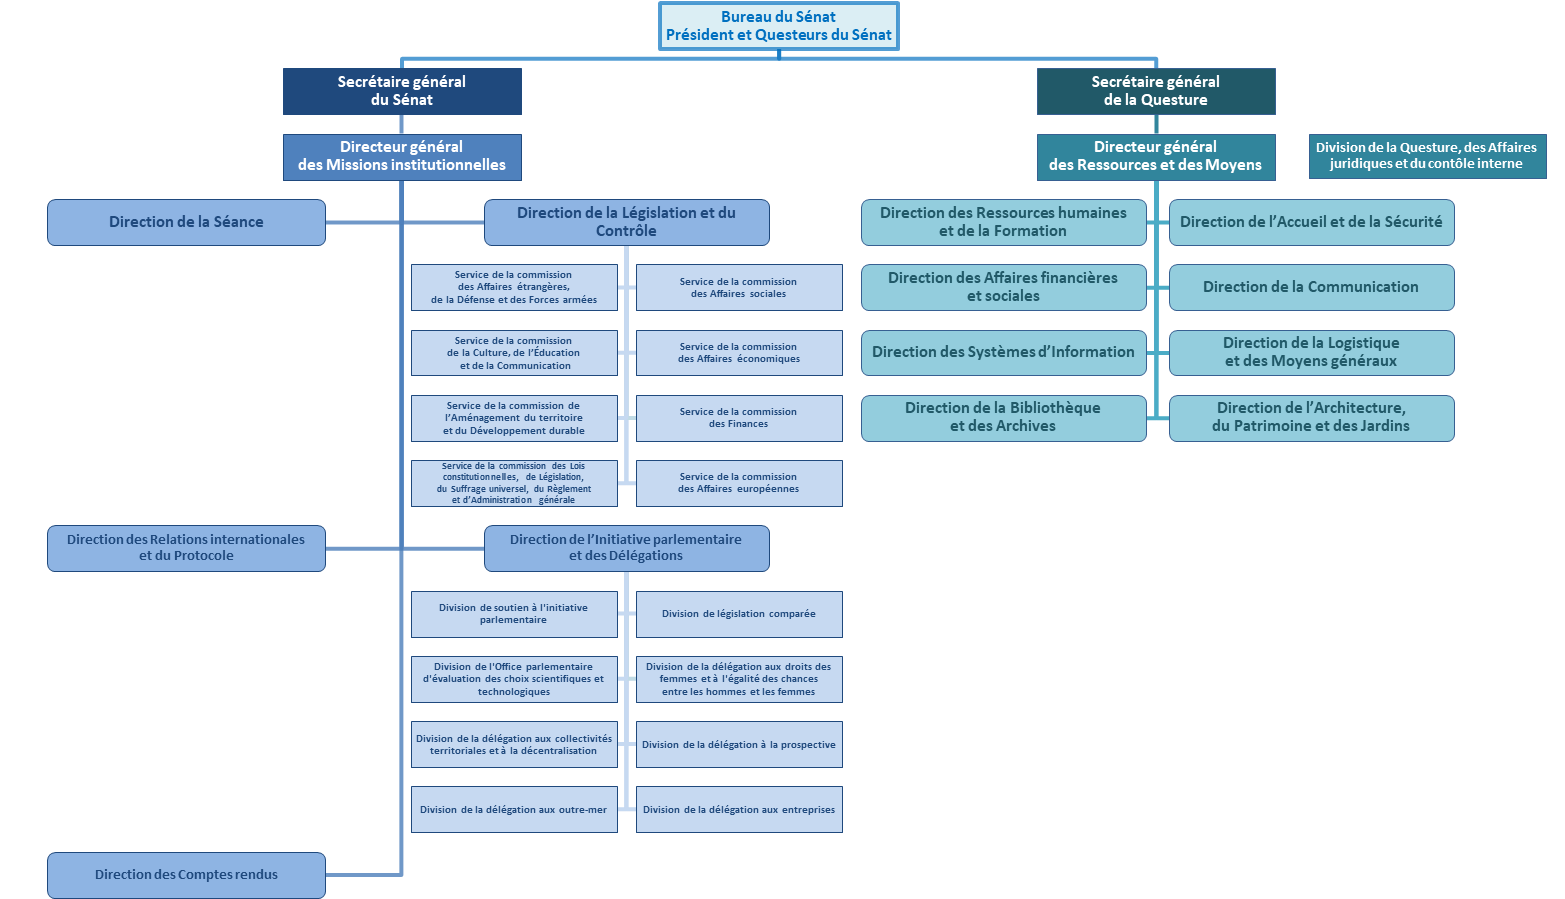 Bureau du Sénat
Président et Questeurs du Sénat
Secrétaire général
du Sénat
Secrétaire général
de la Questure
Directeur général
des Missions institutionnelles
Directeur général
des Ressources et des Moyens
Division de la Questure, des Affaires
juridiques et du contôle interne
Direction de la Séance
Direction de la Législation et du
Contrôle
Direction des Ressources humaines
et de la Formation
Direction de l’Accueil et de la Sécurité
Service de la commission
des Affaires étrangères,
de la Défense et des Forces armées
Service de la commission
des Affaires sociales
Direction des Affaires financières
et sociales
Direction de la Communication
Service de la commission
de la Culture, de l’Éducation
et de la Communication
Service de la commission
des Affaires économiques
Direction des Systèmes d’Information
Direction de la Logistique
et des Moyens généraux
Service de la commission de
l’Aménagement du territoire
et du Développement durable
Service de la commission
des Finances
Direction de la Bibliothèque
et des Archives
Direction de l’Architecture,
du Patrimoine et des Jardins
Service de la commission des Lois
constitutionnelles, de Législation,
du Suffrage universel, du Règlement
et d’Administration générale
Service de la commission
des Affaires européennes
Direction des Relations internationales
et du Protocole
Direction de l’Initiative parlementaire
et des Délégations
Division de soutien à l'initiative
parlementaire
Division de législation comparée
Division de l'Office parlementaire
d'évaluation des choix scientifiques et
technologiques
Division de la délégation aux droits des
femmes et à l'égalité des chances
entre les hommes et les femmes
Division de la délégation aux collectivités
territoriales et à la décentralisation
Division de la délégation à la prospective
Division de la délégation aux outre-mer
Division de la délégation aux entreprises
Direction des Comptes rendus